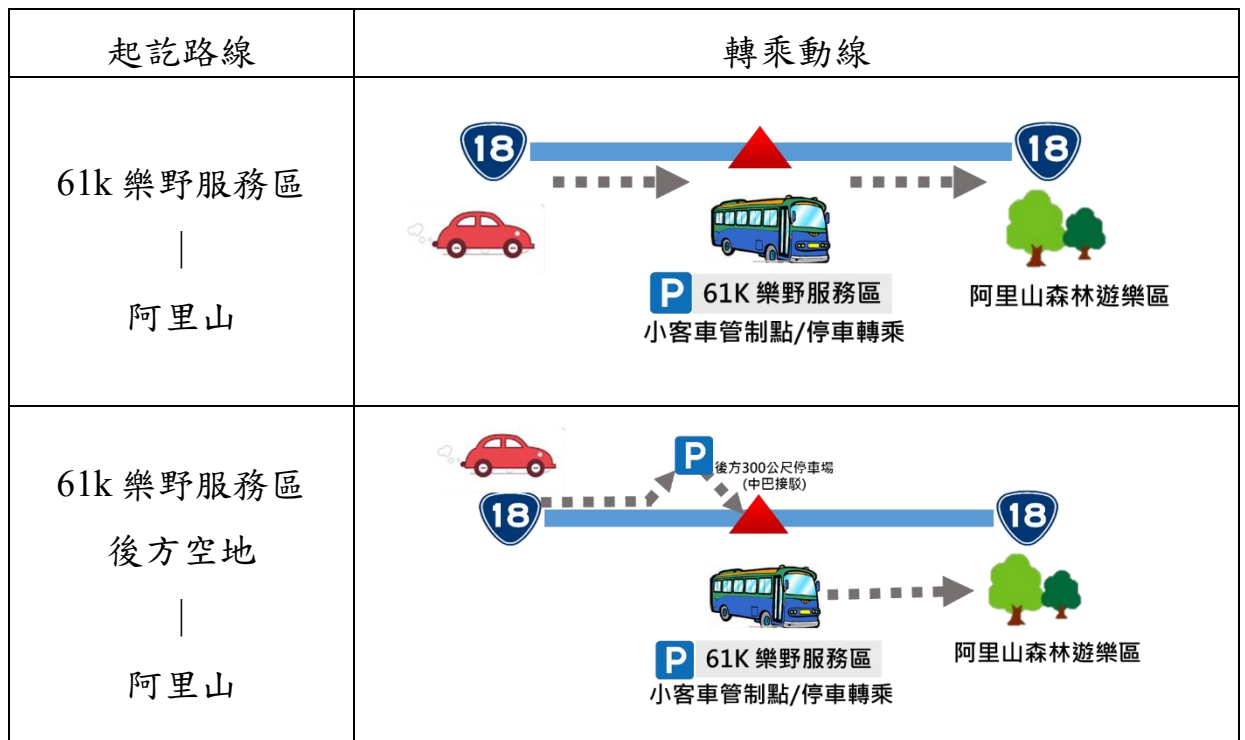 起訖路線
轉乘動線
61k 樂野服務區
|
阿里山
18
18
P 61K 樂野服務區
小客車管制點/停車轉乘
阿里山森林遊樂區
61k 樂野服務區
後方空地
|
阿里山
P
後方300公尺停車場
(中巴接駁)
18
18
P 61K 樂野服務區
小客車管制點/停車轉乘
阿里山森林遊樂區